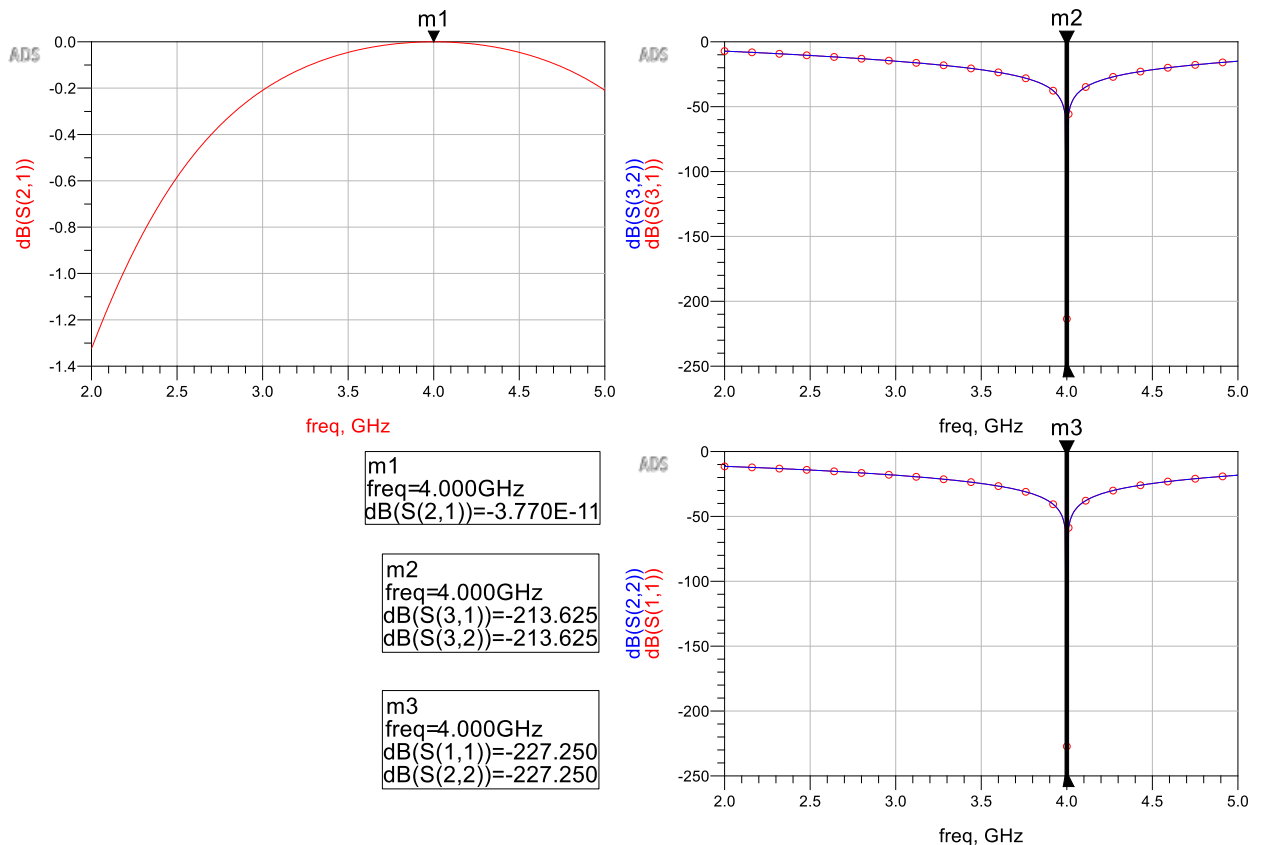 m1
ADS
0.0
-0.2
-0.4
-0.6
-0.8
-1.0
-1.2
-1.4
dB(S(2,1))
2.0 2.5 3.0 3.5 4.0 4.5 5.0
freq, GHz
m2
ADS
0
-50
-100
-150
-200
-250
dB(S(3,2))
dB(S(3,1))
2.0 2.5 3.0 3.5 4.0 4.5 5.0
freq, GHz
m1
freq=4.000GHz
dB(S(2,1))=-3.770E-11
m2
freq=4.000GHz
dB(S(3,1))=-213.625
dB(S(3,2))=-213.625
m3
freq=4.000GHz
dB(S(1,1))=-227.250
dB(S(2,2))=-227.250
m3
ADS
0
-50
-100
-150
-200
-250
dB(S(2,2))
dB(S(1,1))
2.0 2.5 3.0 3.5 4.0 4.5 5.0
freq, GHz